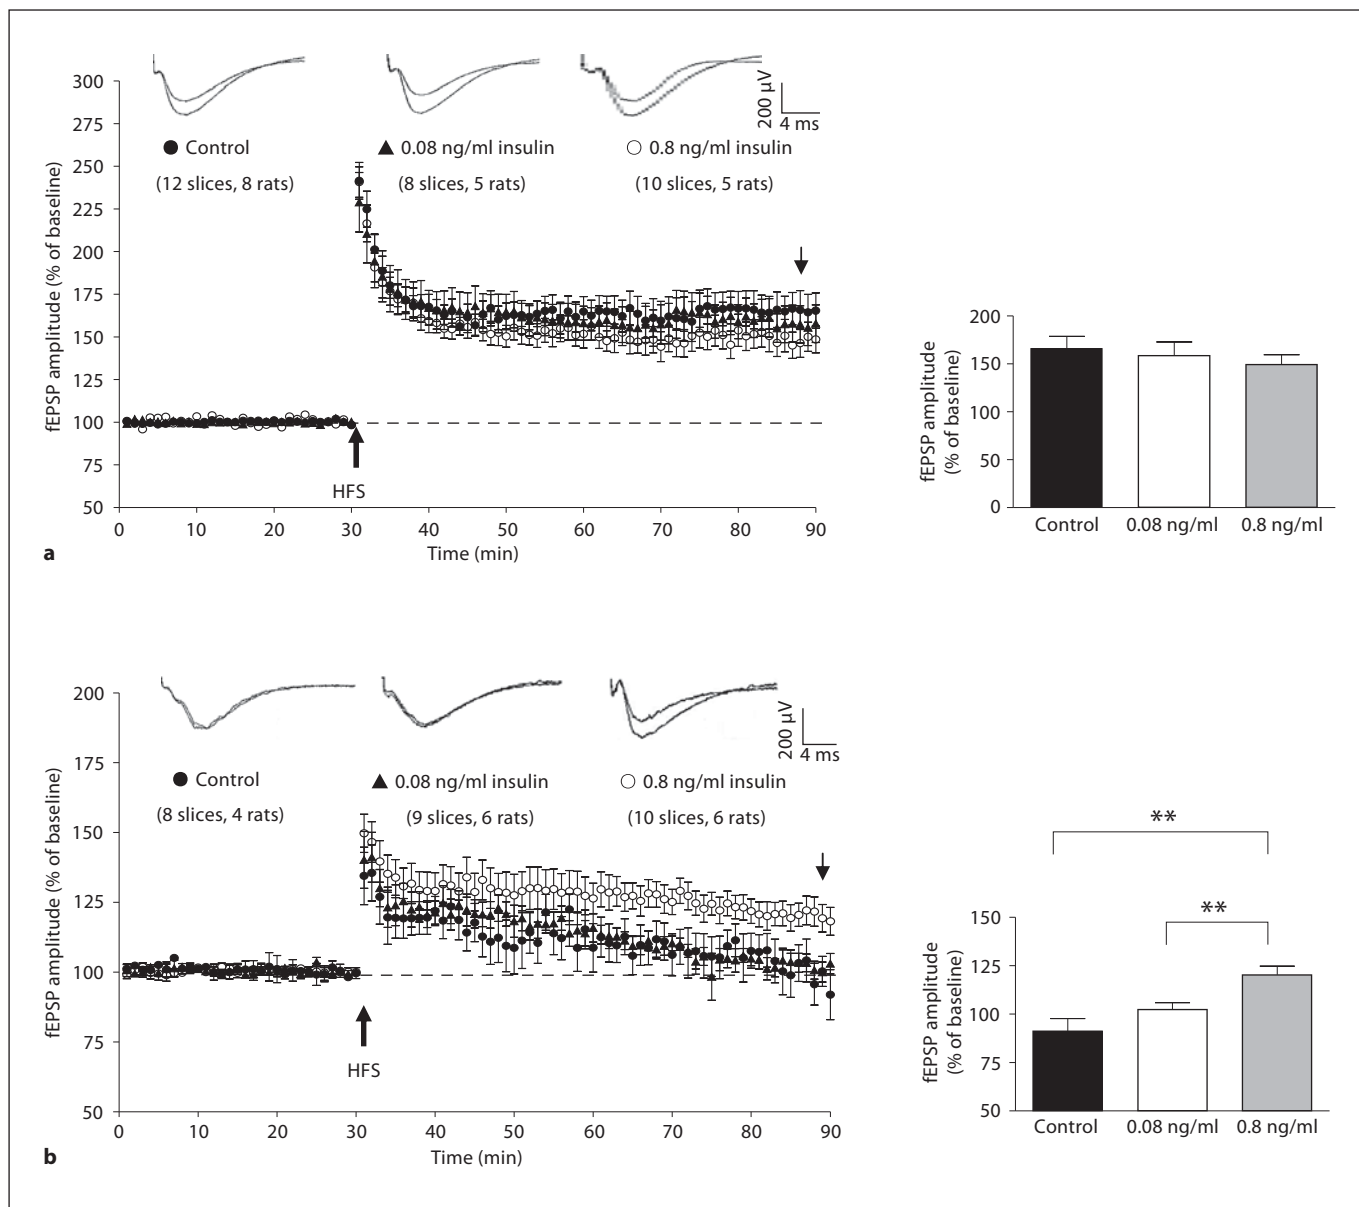 300
275
250
225
200
175
150
125
100
75
50
fEPSP amplitude (% of baseline)
200 µV
4 ms
Control
(12 slices, 8 rats)
0.08 ng/ml insulin
(8 slices, 5 rats)
0.8 ng/ml insulin
(10 slices, 5 rats)
HFS
0 10 20 30 40 50 60 70 80 90
Time (min)
a
200
150
100
50
0
fEPSP amplitude
(% of baseline)
Control 0.08 ng/ml 0.8 ng/ml
200
175
150
125
100
75
50
fEPSP amplitude (% of baseline)
200 µV
4 ms
Control
(8 slices, 4 rats)
0.08 ng/ml insulin
(9 slices, 6 rats)
0.8 ng/ml insulin
(10 slices, 6 rats)
HFS
0 10 20 30 40 50 60 70 80 90
Time (min)
b
**
**
150
125
100
75
50
fEPSP amplitude
(% of baseline)
Control 0.08 ng/ml 0.8 ng/ml